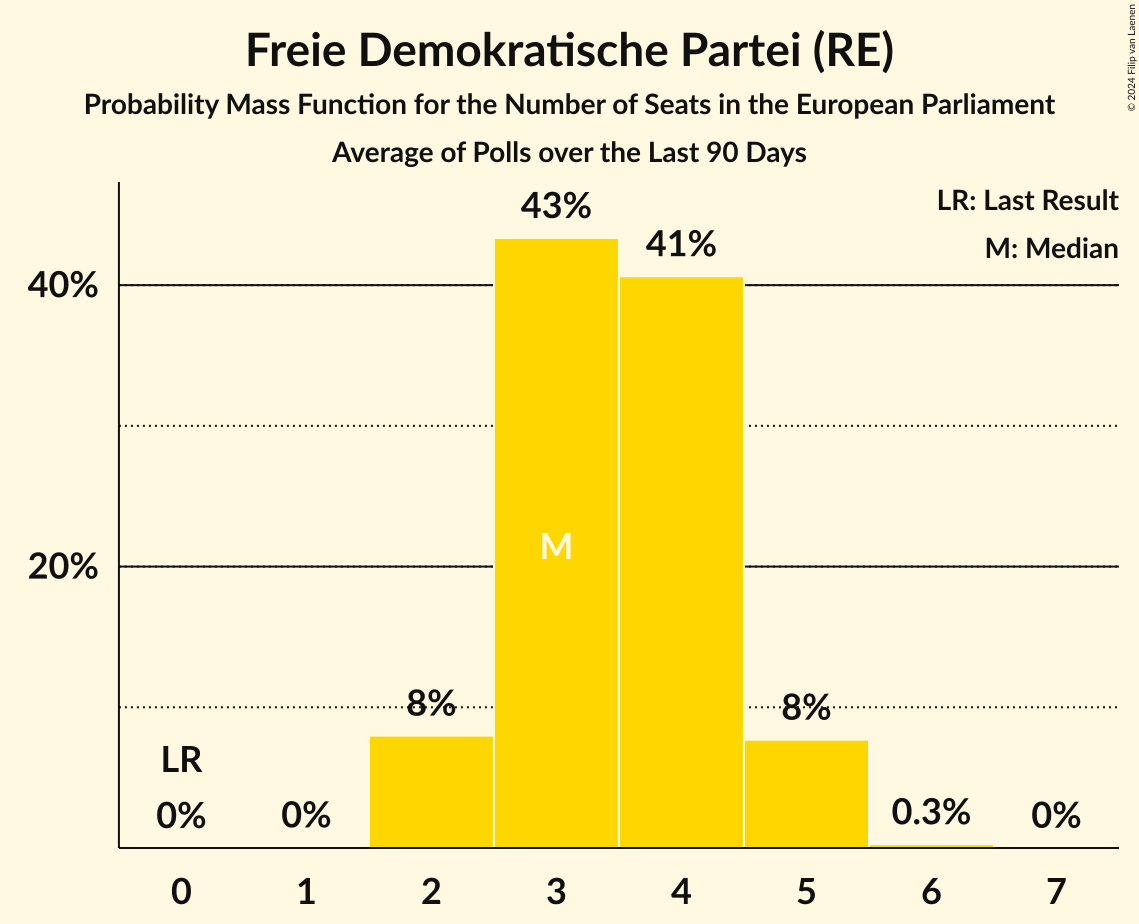 Freie Demokratische Partei (RE)
Probability Mass Function for the Number of Seats in the European Parliament
Average of Polls over the Last 90 Days
© 2024 Filip van Laenen
LR: Last Result
M: Median
43%
41%
40%
M
20%
8%
8%
LR
0%
0%
0.3%
0%
0 1 2 3 4 5 6 7